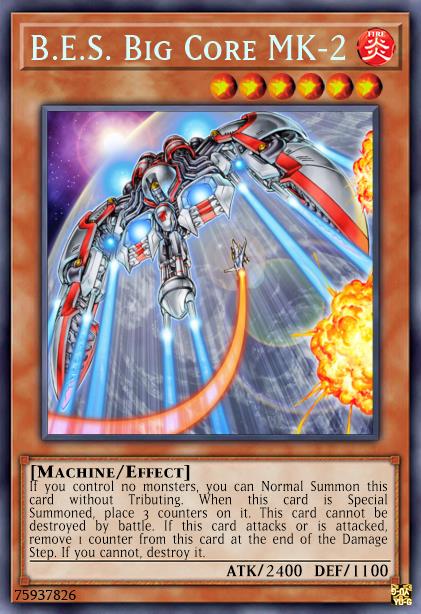 B.E.S. Big Core MK-2
FIRE
炎
[Machine/Effect]
If you control no monsters, you can Normal Summon this
card without Tributing. When this card is Special
Summoned, place 3 counters on it. This card cannot be
destroyed by battle. If this card attacks or is attacked,
remove 1 counter from this card at the end of the Damage
Step. If you cannot, destroy it.
ATK/2400 DEF/1100
75937826